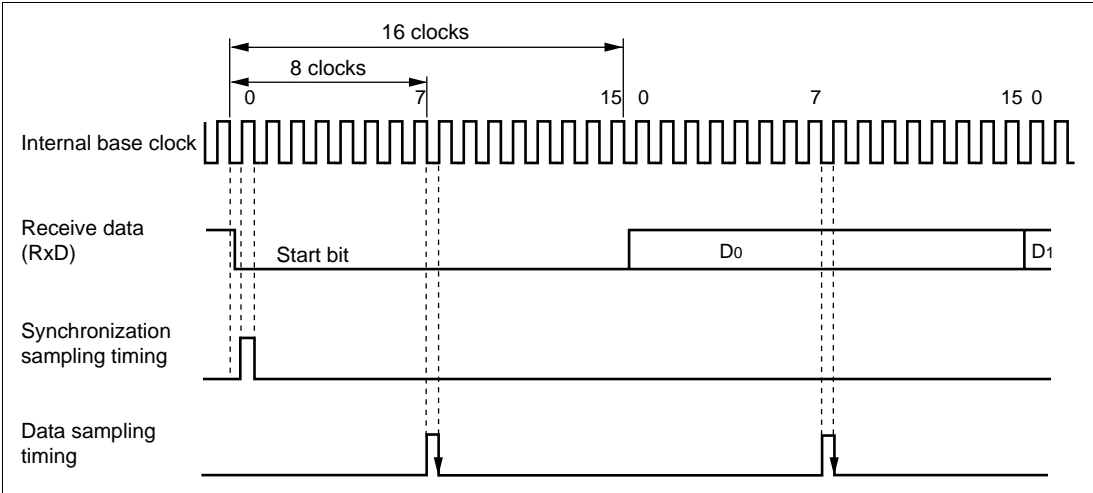 16 clocks
8 clocks
0 7 15 0 7 15 0
Internal base clock
Receive data
(RxD)
Start bit D0 D1
Synchronization
sampling timing
Data sampling
timing